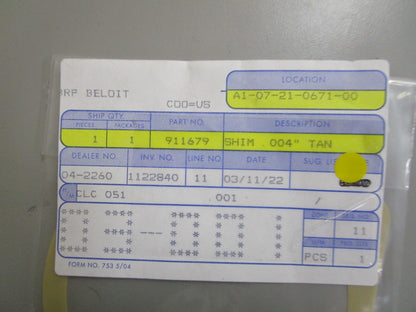 BRP BELOIT
COO=US
LOCATION
A1-07-21-0671-00
SHIP QTY.
PIECES PACKAGES PART NO. DESCRIPTION
1 1 911679 SHIM .004" TAN
DEALER NO. INV. NO. LINE NO. DATE SUG. LIST
04-2260 1122840 11 03/11/22
CLC 051 .001 /
11
PCS 1
FORM NO. 753 5/04